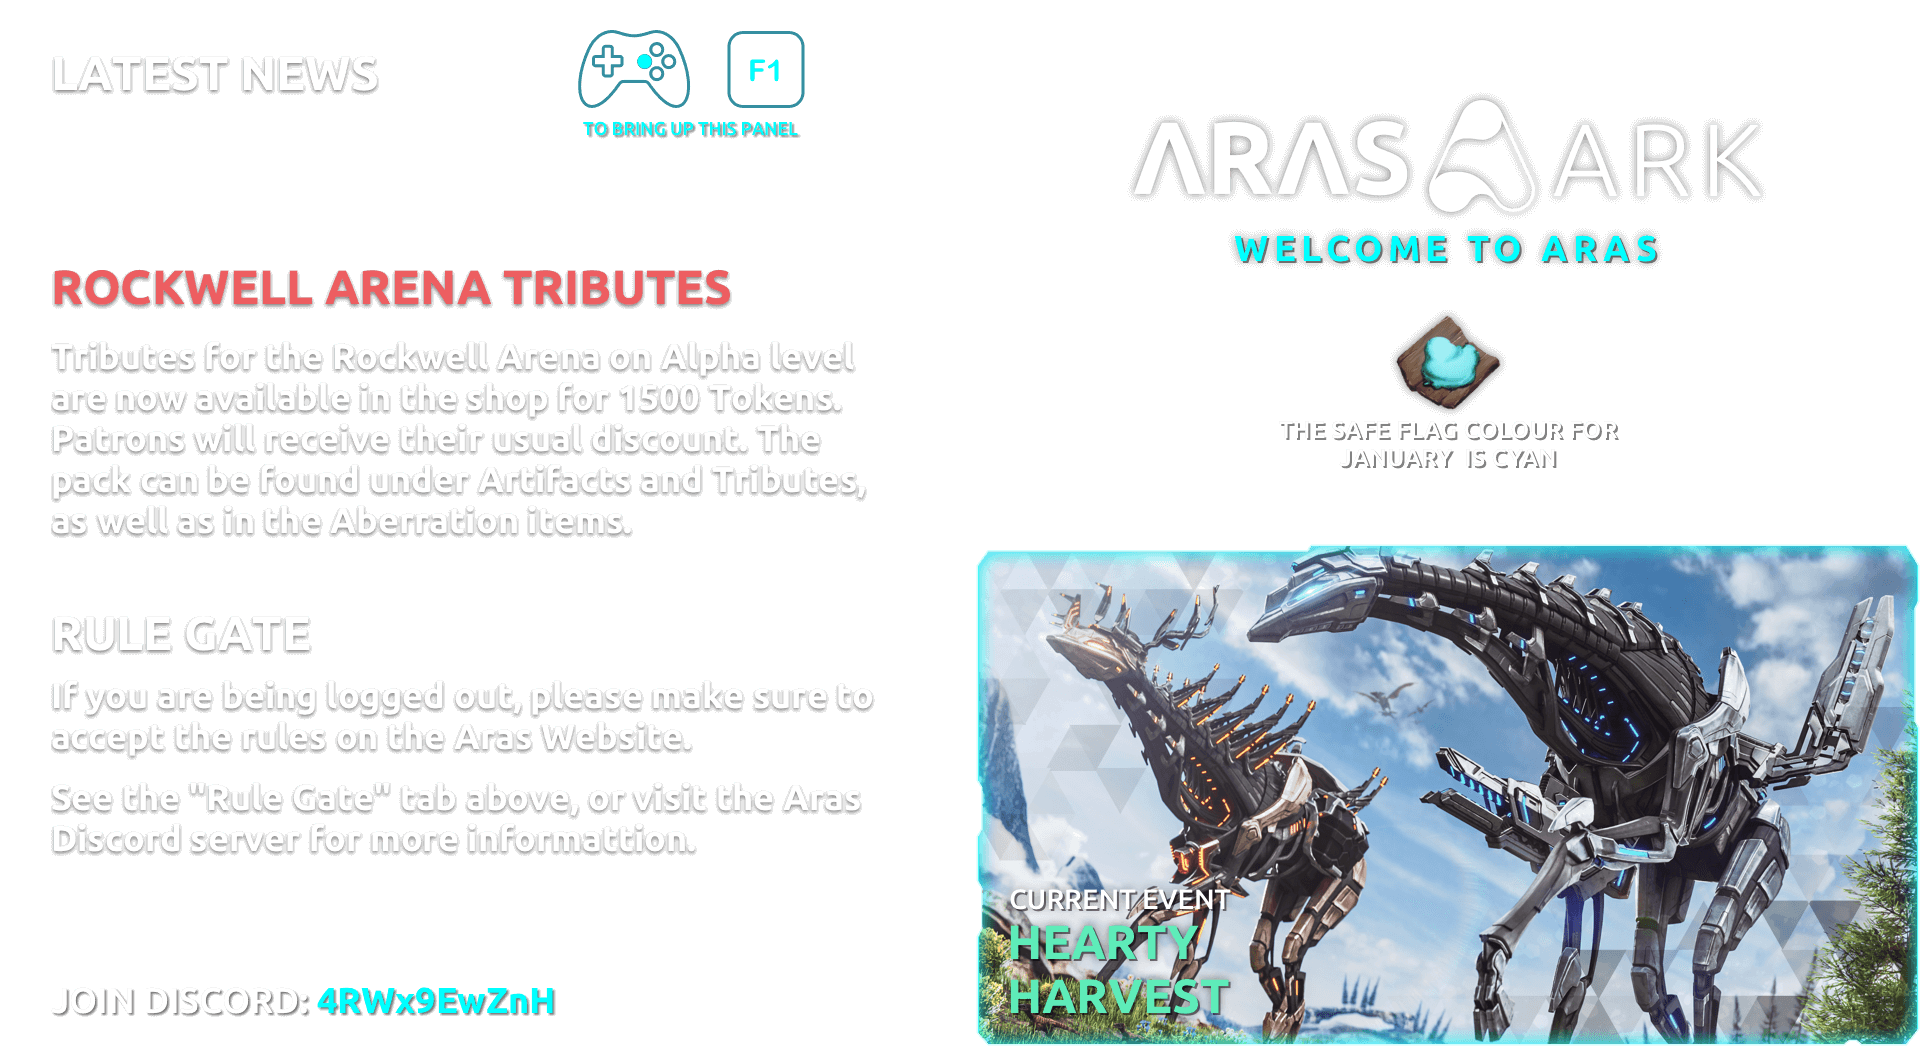 LATEST NEWS
F1
TO BRING UP THIS PANEL
ROCKWELL ARENA TRIBUTES
Tributes for the Rockwell Arena on Alpha level
are now available in the shop for 1500 Tokens.
Patrons will receive their usual discount. The
pack can be found under Artifacts and Tributes,
as well as in the Aberration items.
RULE GATE
If you are being logged out, please make sure to
accept the rules on the Aras Website.
See the "Rule Gate" tab above, or visit the Aras
Discord server for more informattion.
JOIN DISCORD: 4RWx9EwZnH
ARAS ARK
WELCOME TO ARAS
THE SAFE FLAG COLOUR FOR
JANUARY IS CYAN
CURRENT EVENT
HEARTY
HARVEST